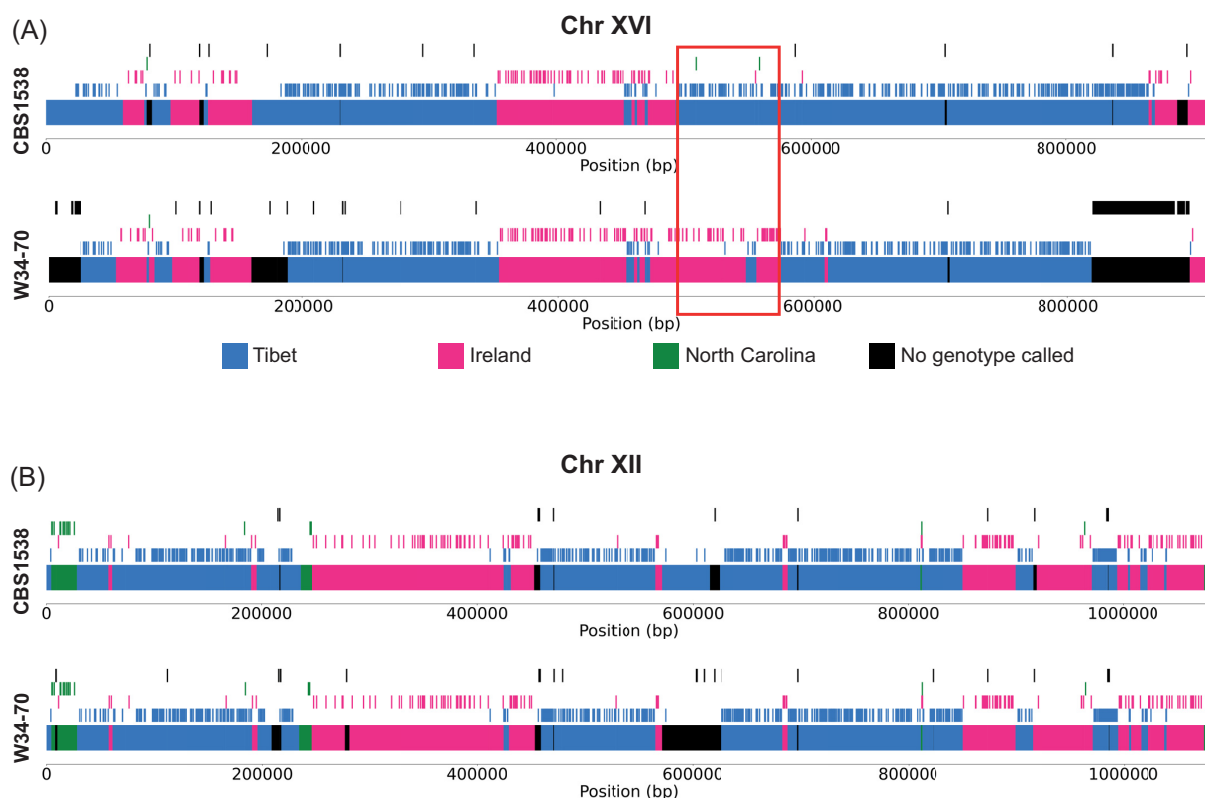 (A)
Chr XVI
CBS1538
0 200000 400000 600000 800000
Position (bp)
W34-70
0 200000 400000 600000 800000
Position (bp)
Tibet Ireland North Carolina No genotype called
(B)
Chr XII
CBS1538
0 200000 400000 600000 800000 1000000
Position (bp)
W34-70
0 200000 400000 600000 800000 1000000
Position (bp)